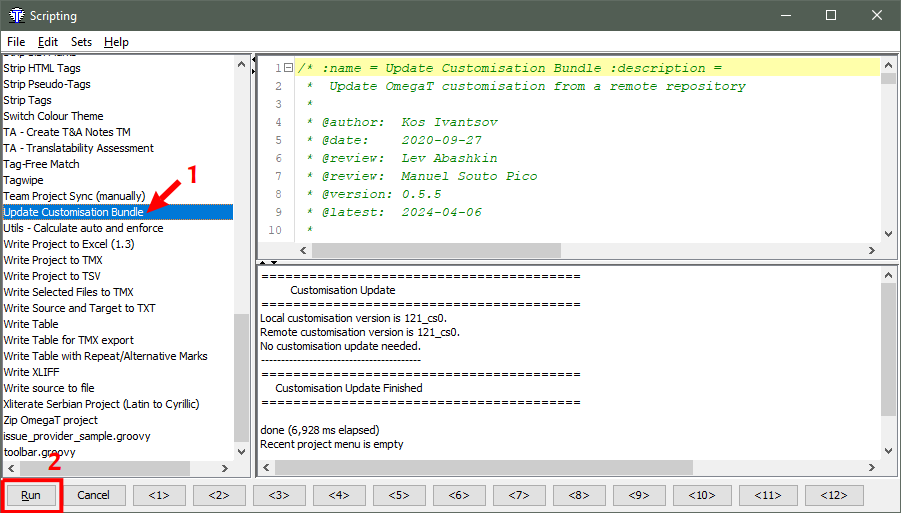 Scripting
File Edit Sets Help
Strip HTML Tags
Strip Pseudo-Tags
Strip Tags
Switch Colour Theme
TA - Create T&A Notes TM
TA - Translatability Assessment
Tag-Free Match
Tagwipe
Team Project Sync (manually)
Update Customisation Bundle
Utils - Calculate auto and enforce
Write Project to Excel (1.3)
Write Project to TMX
Write Project to TSV
Write Selected Files to TMX
Write Source and Target to TXT
Write Table
Write Table for TMX export
Write Table with Repeat/Alternative Marks
Write XLIFF
Write source to file
Xliterate Serbian Project (Latin to Cyrillic)
Zip OmegaT project
issue_provider_sample.groovy
toolbar.groovy
1
2
1 /* :name = Update Customisation Bundle :description =
2 * Update OmegaT customisation from a remote repository
3 *
4 * @author: Kos Ivantsov
5 * @date: 2020-09-27
6 * @review: Lev Abashkin
7 * @review: Manuel Souto Pico
8 * @version: 0.5.5
9 * @latest: 2024-04-06
10 *
========================================
Customisation Update
========================================
Local customisation version is 121_cs0.
Remote customisation version is 121_cs0.
No customisation update needed.
----------------------------------------
========================================
Customisation Update Finished
========================================
done (6,928 ms elapsed)
Recent project menu is empty
Run Cancel <1> <2> <3> <4> <5> <6> <7> <8> <9> <10> <11> <12>